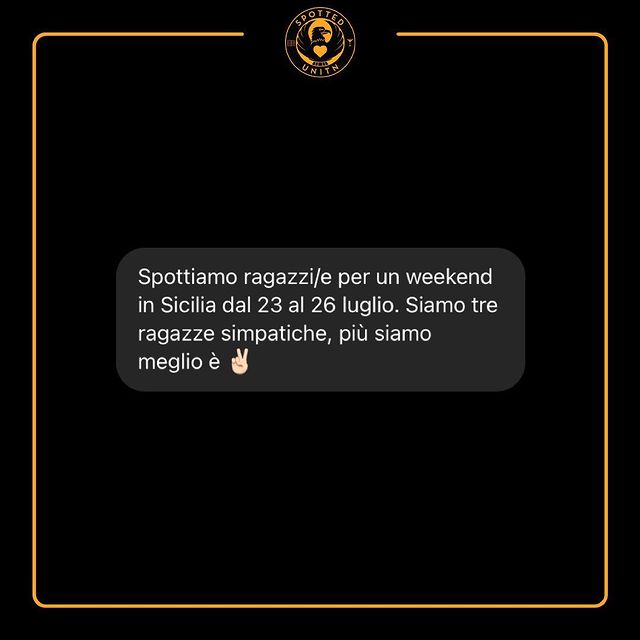 SPOTTED
UNITN
Spottiamo ragazzi/e per un weekend
in Sicilia dal 23 al 26 luglio. Siamo tre
ragazze simpatiche, più siamo
meglio è ✌🏻